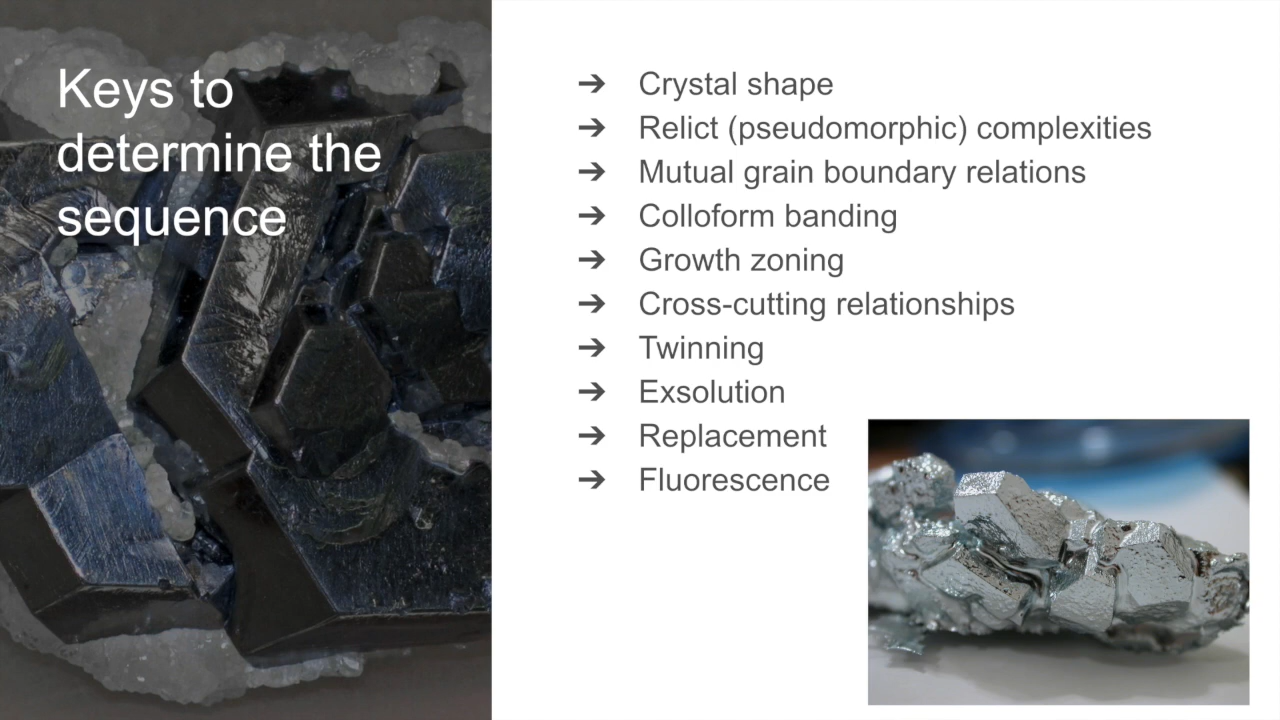 Keys to
determine the
sequence
➔ Crystal shape
➔ Relict (pseudomorphic) complexities
➔ Mutual grain boundary relations
➔ Colloform banding
➔ Growth zoning
➔ Cross-cutting relationships
➔ Twinning
➔ Exsolution
➔ Replacement
➔ Fluorescence